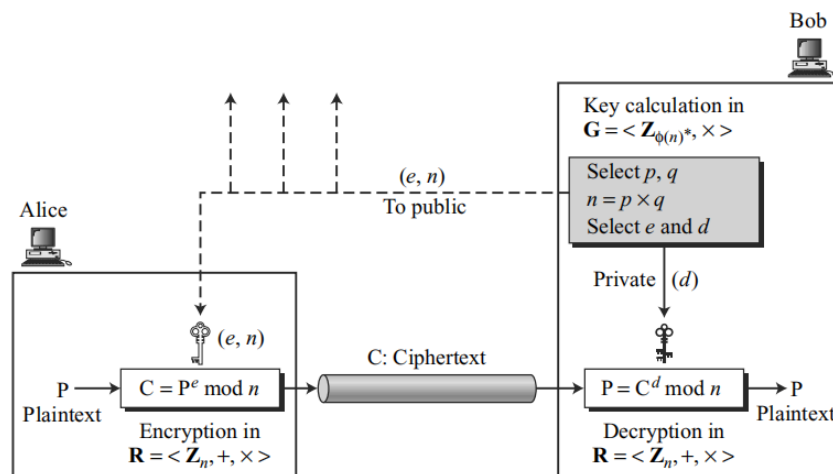 Bob
Key calculation in
G = < Z_ϕ(n)*, × >
Select p, q
n = p × q
Select e and d
(e, n)
To public
Alice
Private (d)
(e, n)
C: Ciphertext
P
Plaintext
C = P^e mod n
P = C^d mod n
P
Plaintext
Encryption in
R = < Z_n, +, × >
Decryption in
R = < Z_n, +, × >